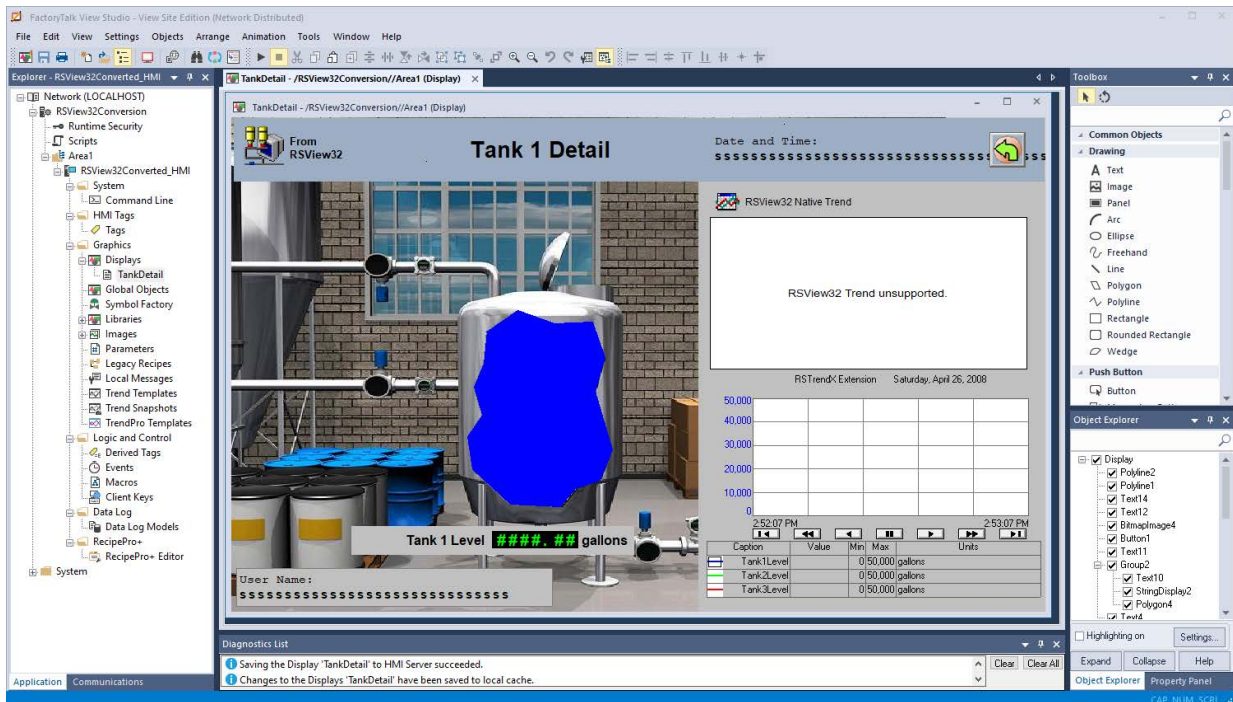 FactoryTalk View Studio - View Site Edition (Network Distributed)
File Edit View Settings Objects Arrange Animation Tools Window Help
Explorer - RSView32Converted_HMI
Network (LOCALHOST)
RSView32Conversion
Runtime Security
Scripts
Area1
RSView32Converted_HMI
System
Command Line
HMI Tags
Tags
Graphics
Displays
TankDetail
Global Objects
Symbol Factory
Libraries
Images
Parameters
Legacy Recipes
Local Messages
Trend Templates
Trend Snapshots
TrendPro Templates
Logic and Control
Derived Tags
Events
Macros
Client Keys
Data Log
Data Log Models
RecipePro+
RecipePro+ Editor
System
Application Communications
TankDetail - /RSView32Conversion//Area1 (Display)
TankDetail - /RSView32Conversion//Area1 (Display)
From
RSView32
Tank 1 Detail
Date and Time:
RSView32 Native Trend
RSView32 Trend unsupported.
RSTrendX Extension Saturday, April 26, 2008
50,000
40,000
30,000
20,000
10,000
0
2:52:07 PM 2:53:07 PM
Caption Value Min Max Units
Tank1Level 0 50,000 gallons
Tank2Level 0 50,000 gallons
Tank3Level 0 50,000 gallons
Tank 1 Level ####.## gallons
User Name:
ssssssssssssssssssssssssssssss
Diagnostics List
Saving the Display 'TankDetail' to HMI Server succeeded.
Changes to the Displays 'TankDetail' have been saved to local cache.
Clear Clear All
Toolbox
Common Objects
Drawing
Text
Image
Panel
Arc
Ellipse
Freehand
Line
Polygon
Polyline
Rectangle
Rounded Rectangle
Wedge
Push Button
Button
Object Explorer
Display
Polyline2
Polyline1
Text14
Text12
BitmapImage4
Button1
Text11
Group2
Text10
StringDisplay2
Polygon4
Text4
Highlighting on Settings...
Expand Collapse Help
Object Explorer Property Panel
CAP NUM SCRL